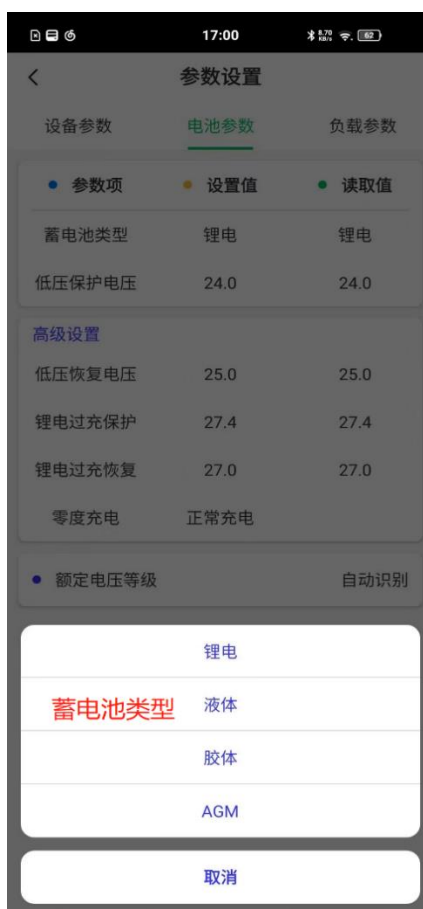 17:00 8.70 KB/s 62
参数设置
设备参数 电池参数 负载参数
参数项 设置值 读取值
蓄电池类型 锂电 锂电
低压保护电压 24.0 24.0
高级设置
低压恢复电压 25.0 25.0
锂电过充保护 27.4 27.4
锂电过充恢复 27.0 27.0
零度充电 正常充电
额定电压等级 自动识别
锂电
蓄电池类型 液体
胶体
AGM
取消